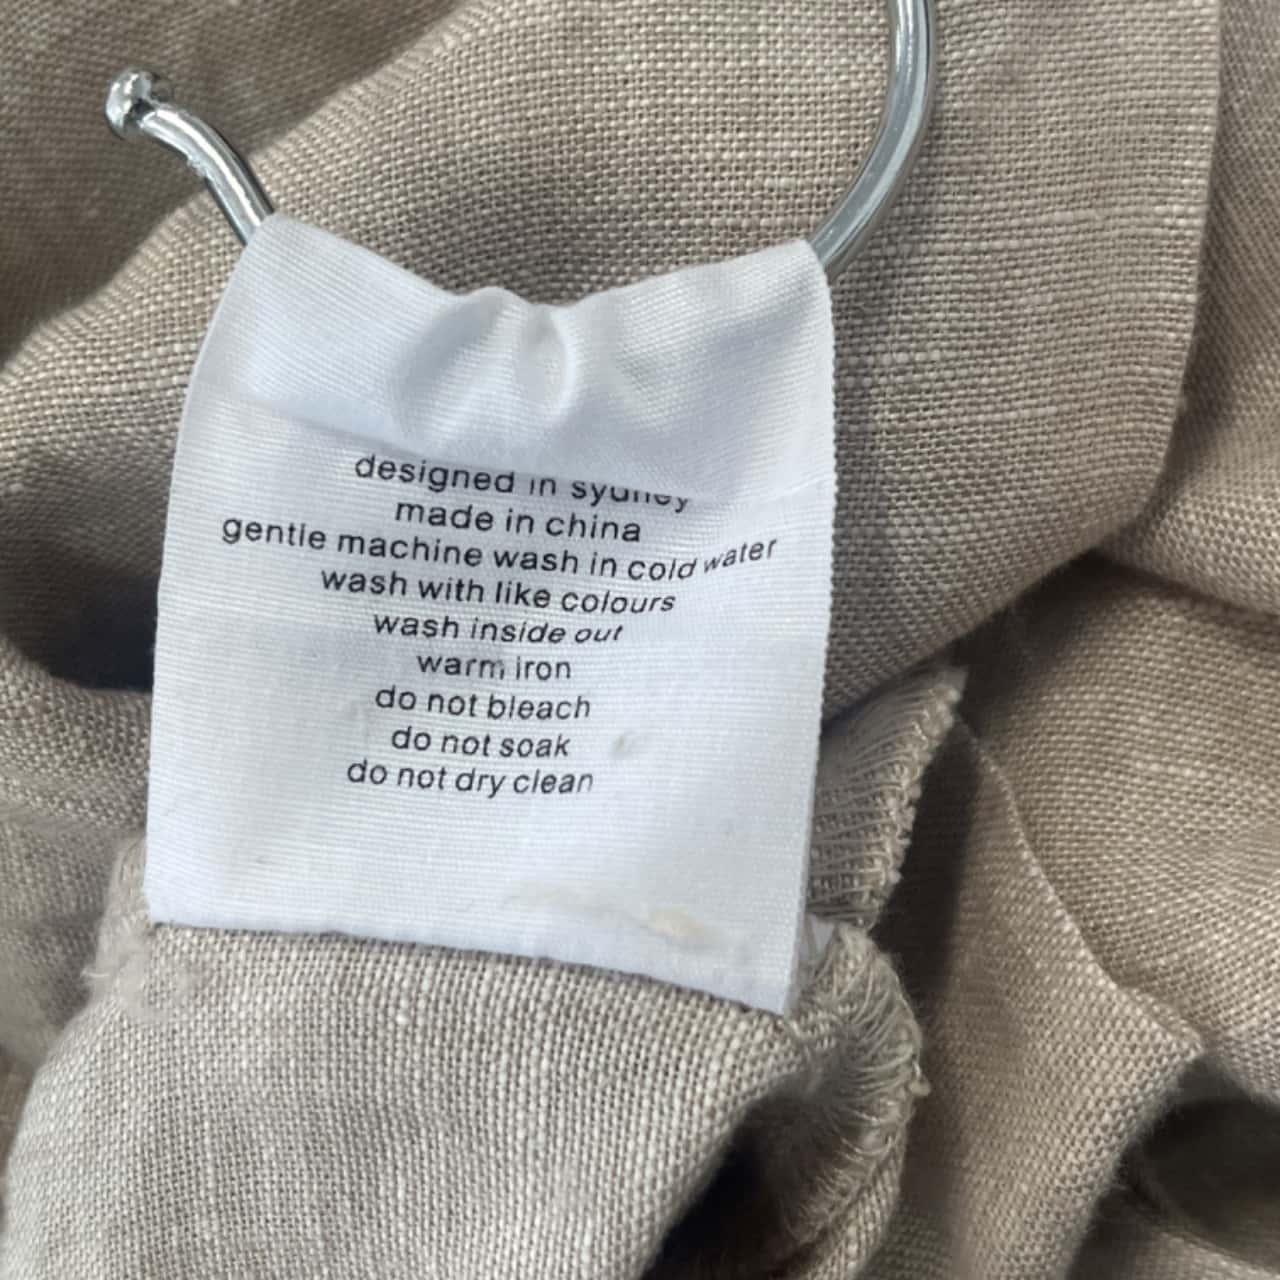 designed in sydney
made in china
gentle machine wash in cold water
wash with like colours
wash inside out
warm iron
do not bleach
do not soak
do not dry clean